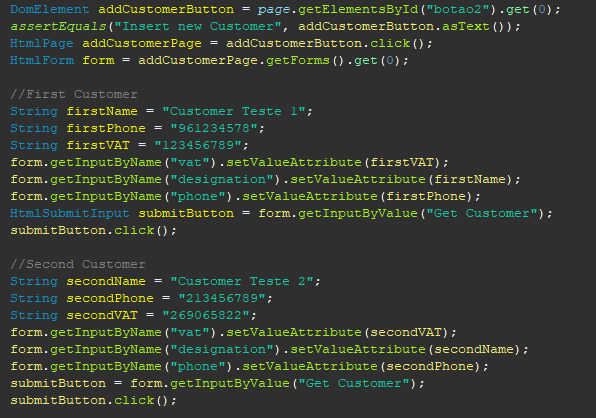 DomElement addCustomerButton = page.getElementsById("botao2").get(0);
assertEquals("Insert new Customer", addCustomerButton.asText());
HtmlPage addCustomerPage = addCustomerButton.click();
HtmlForm form = addCustomerPage.getForms().get(0);
//First Customer
String firstName = "Customer Teste 1";
String firstPhone = "961234578";
String firstVAT = "123456789";
form.getInputByName("vat").setValueAttribute(firstVAT);
form.getInputByName("designation").setValueAttribute(firstName);
form.getInputByName("phone").setValueAttribute(firstPhone);
HtmlSubmitInput submitButton = form.getInputByValue("Get Customer");
submitButton.click();
//Second Customer
String secondName = "Customer Teste 2";
String secondPhone = "213456789";
String secondVAT = "269065822";
form.getInputByName("vat").setValueAttribute(secondVAT);
form.getInputByName("designation").setValueAttribute(secondName);
form.getInputByName("phone").setValueAttribute(secondPhone);
submitButton = form.getInputByValue("Get Customer");
submitButton.click();